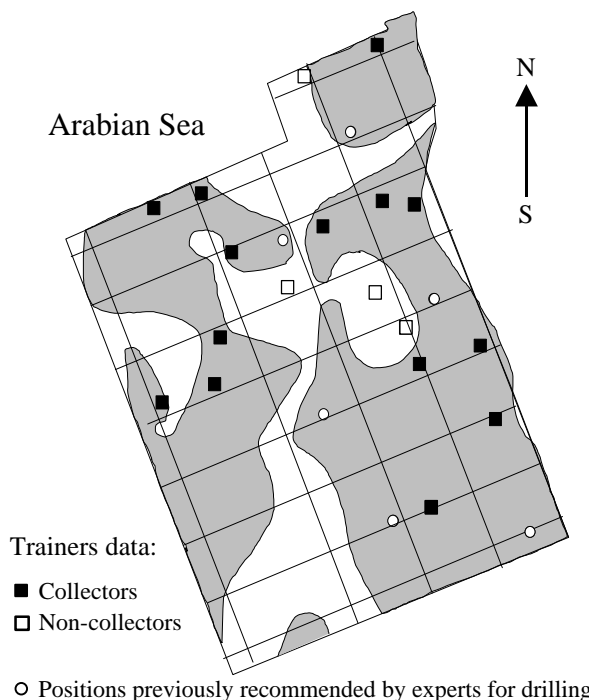 N
Arabian Sea
S
Trainers data:
Collectors
Non-collectors
Positions previously recommended by experts for drilling